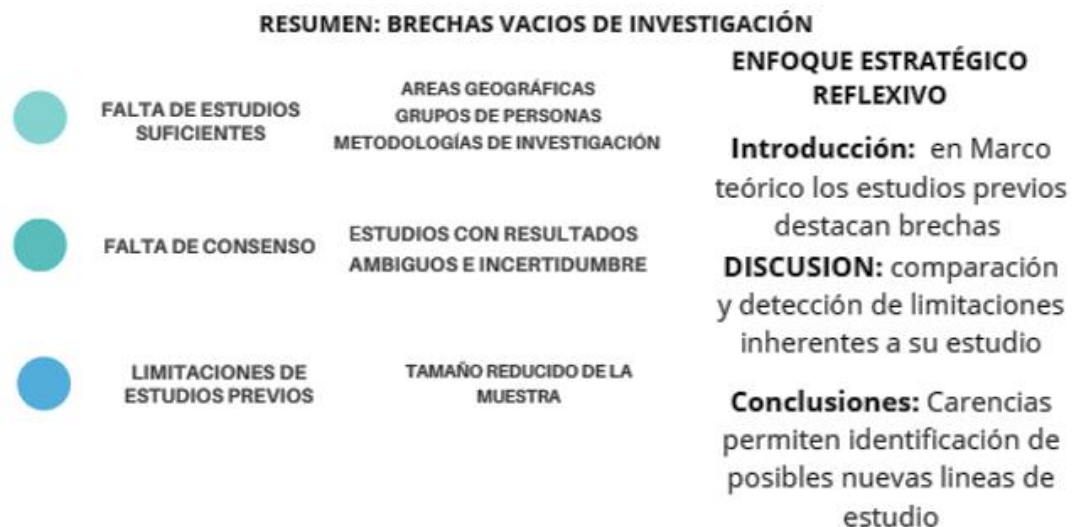 RESUMEN: BRECHAS VACIOS DE INVESTIGACIÓN
FALTA DE ESTUDIOS
SUFICIENTES
AREAS GEOGRÁFICAS
GRUPOS DE PERSONAS
METODOLOGÍAS DE INVESTIGACIÓN
FALTA DE CONSENSO
ESTUDIOS CON RESULTADOS
AMBIGUOS E INCERTIDUMBRE
LIMITACIONES DE
ESTUDIOS PREVIOS
TAMAÑO REDUCIDO DE LA
MUESTRA
ENFOQUE ESTRATÉGICO
REFLEXIVO
Introducción: en Marco
teórico los estudios previos
destacan brechas
DISCUSION: comparación
y detección de limitaciones
inherentes a su estudio
Conclusiones: Carencias
permiten identificación de
posibles nuevas lineas de
estudio